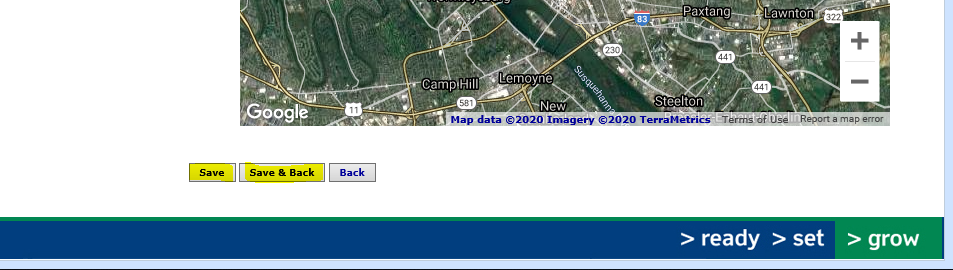 Paxtang
Lawnton
322
83
230
441
441
Camp Hill
Lemoyne
Susquehanna
581
11
New
Steelton
Google
Map data ©2020 Imagery ©2020 TerraMetrics Terms of Use Report a map error
Save Save & Back Back
> ready > set > grow